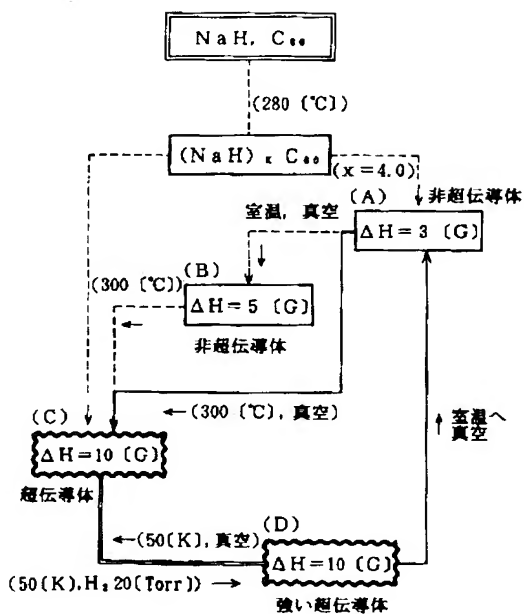 NaH, C₆₀
(280 [℃])
(NaH)ₓ C₆₀
(x=4.0)
(A) 非超伝導体
室温, 真空
ΔH=3 [G]
(B)
(300 [℃])
ΔH=5 [G]
非超伝導体
(C)
←(300 [℃], 真空)
↑ 室温へ
真空
ΔH=10 [G]
超伝導体
(D)
←(50[K], 真空)
ΔH=10 [G]
(50[K], H₂ 20[Torr]) →
強い超伝導体